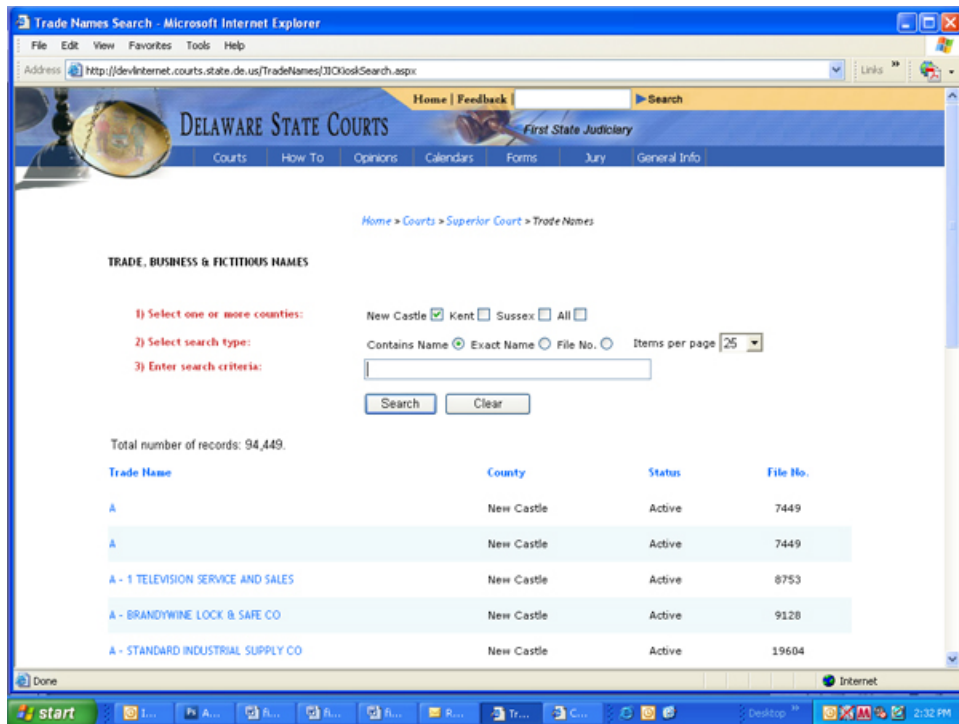 Trade Names Search - Microsoft Internet Explorer
File Edit View Favorites Tools Help
Address http://devinternet.courts.state.de.us/TradeNames/JICKioskSearch.aspx Links »
Home | Feedback | Search
DELAWARE STATE COURTS First State Judiciary
Courts How To Opinions Calendars Forms Jury General Info
Home » Courts » Superior Court » Trade Names
TRADE, BUSINESS & FICTITIOUS NAMES
1) Select one or more counties: New Castle Kent Sussex All
2) Select search type: Contains Name Exact Name File No. Items per page 25
3) Enter search criteria:
Search Clear
Total number of records: 94,449.
Trade Name County Status File No.
A New Castle Active 7449
A New Castle Active 7449
A - 1 TELEVISION SERVICE AND SALES New Castle Active 8753
A - BRANDYWINE LOCK & SAFE CO New Castle Active 9128
A - STANDARD INDUSTRIAL SUPPLY CO New Castle Active 19604
Done Internet
start I... A... fi... fi... fi... R... Tr... C... Desktop » 2:32 PM